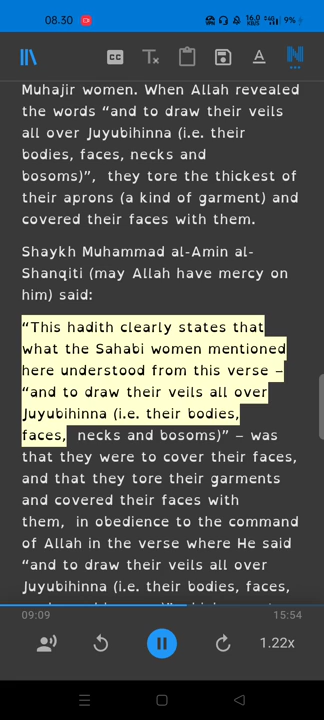 08.30
16.0 KB/S
9%
CC
Muhajir women. When Allah revealed
the words “and to draw their veils
all over Juyubihinna (i.e. their
bodies, faces, necks and
bosoms)”, they tore the thickest of
their aprons (a kind of garment) and
covered their faces with them.
Shaykh Muhammad al-Amin al-
Shanqiti (may Allah have mercy on
him) said:
“This hadith clearly states that
what the Sahabi women mentioned
here understood from this verse –
“and to draw their veils all over
Juyubihinna (i.e. their bodies,
faces, necks and bosoms)” – was
that they were to cover their faces,
and that they tore their garments
and covered their faces with
them, in obedience to the command
of Allah in the verse where He said
“and to draw their veils all over
Juyubihinna (i.e. their bodies, faces,
09:09
15:54
1.22x